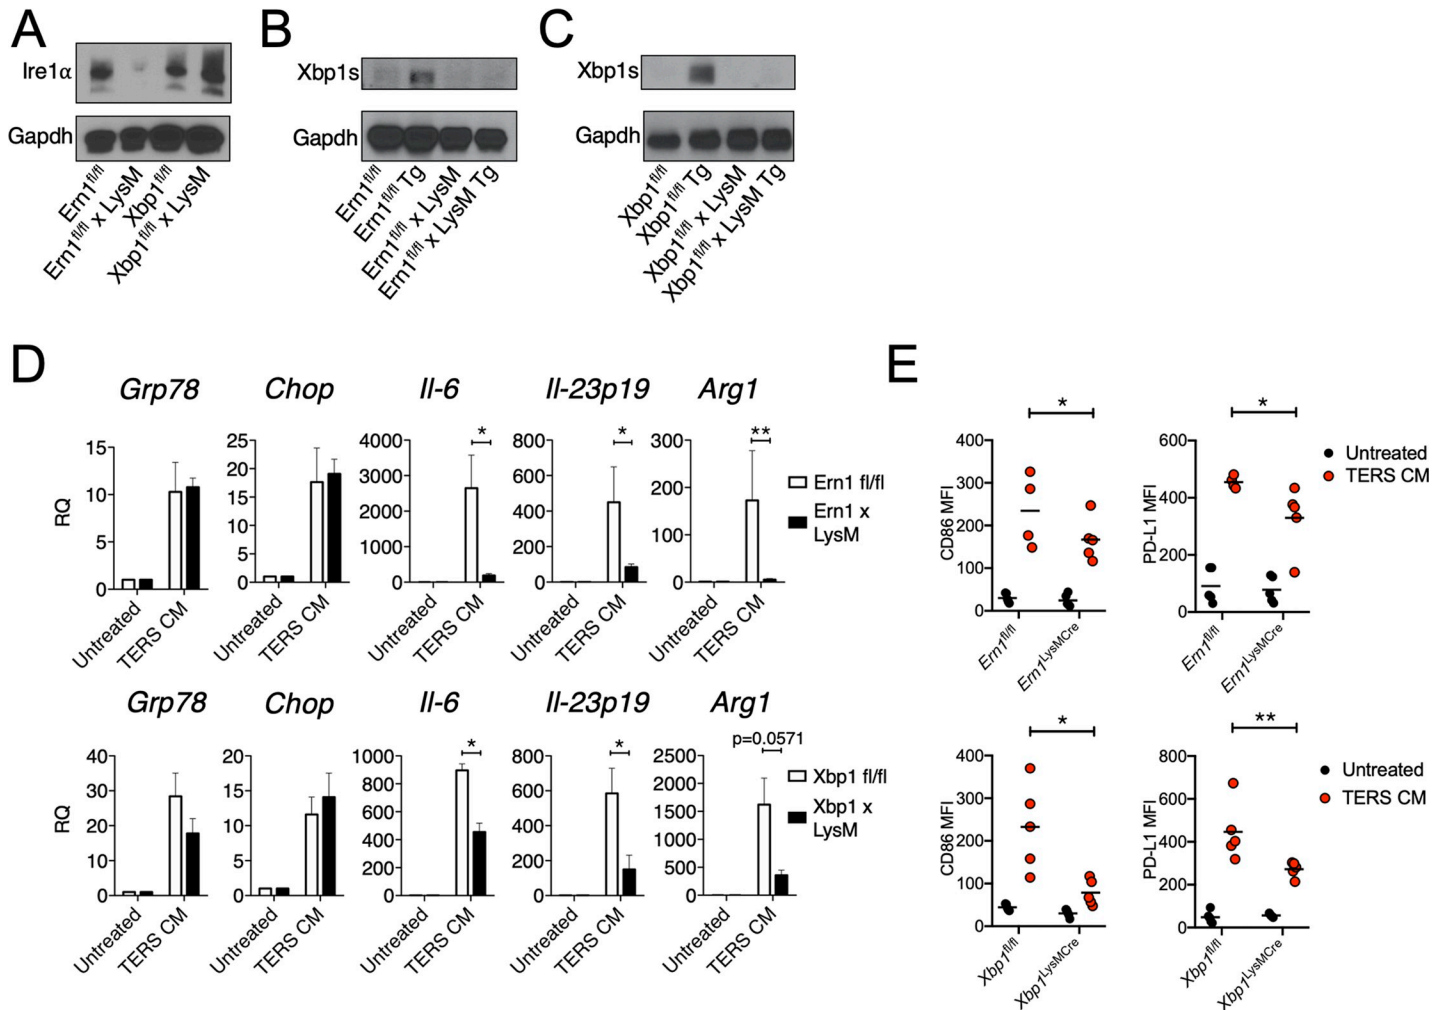 A
B
C
Ire1α
Gapdh
Ern1fl/fl
Ern1fl/fl x LysM
Xbp1fl/fl
Xbp1fl/fl x LysM
Xbp1s
Gapdh
Ern1fl/fl
Ern1fl/fl Tg
Ern1fl/fl x LysM
Ern1fl/fl x LysM Tg
Xbp1s
Gapdh
Xbp1fl/fl
Xbp1fl/fl Tg
Xbp1fl/fl x LysM
Xbp1fl/fl x LysM Tg
D
Grp78 Chop Il-6 Il-23p19 Arg1
RQ
15
10
5
0
Untreated
TERS CM
25
20
15
10
5
0
Untreated
TERS CM
4000
3000
2000
1000
0
*
Untreated
TERS CM
800
600
400
200
0
*
Untreated
TERS CM
300
200
100
0
**
Untreated
TERS CM
Ern1 fl/fl
Ern1 x
LysM
Grp78 Chop Il-6 Il-23p19 Arg1
RQ
40
30
20
10
0
Untreated
TERS CM
20
15
10
5
0
Untreated
TERS CM
1000
800
600
400
200
0
*
Untreated
TERS CM
800
600
400
200
0
*
Untreated
TERS CM
p=0.0571
2500
2000
1500
1000
500
0
Untreated
TERS CM
Xbp1 fl/fl
Xbp1 x
LysM
E
*
CD86 MFI
400
300
200
100
0
Ern1fl/fl
Ern1LysMCre
*
PD-L1 MFI
600
400
200
0
Ern1fl/fl
Ern1LysMCre
Untreated
TERS CM
*
CD86 MFI
400
300
200
100
0
Xbp1fl/fl
Xbp1LysMCre
**
PD-L1 MFI
800
600
400
200
0
Xbp1fl/fl
Xbp1LysMCre
Untreated
TERS CM